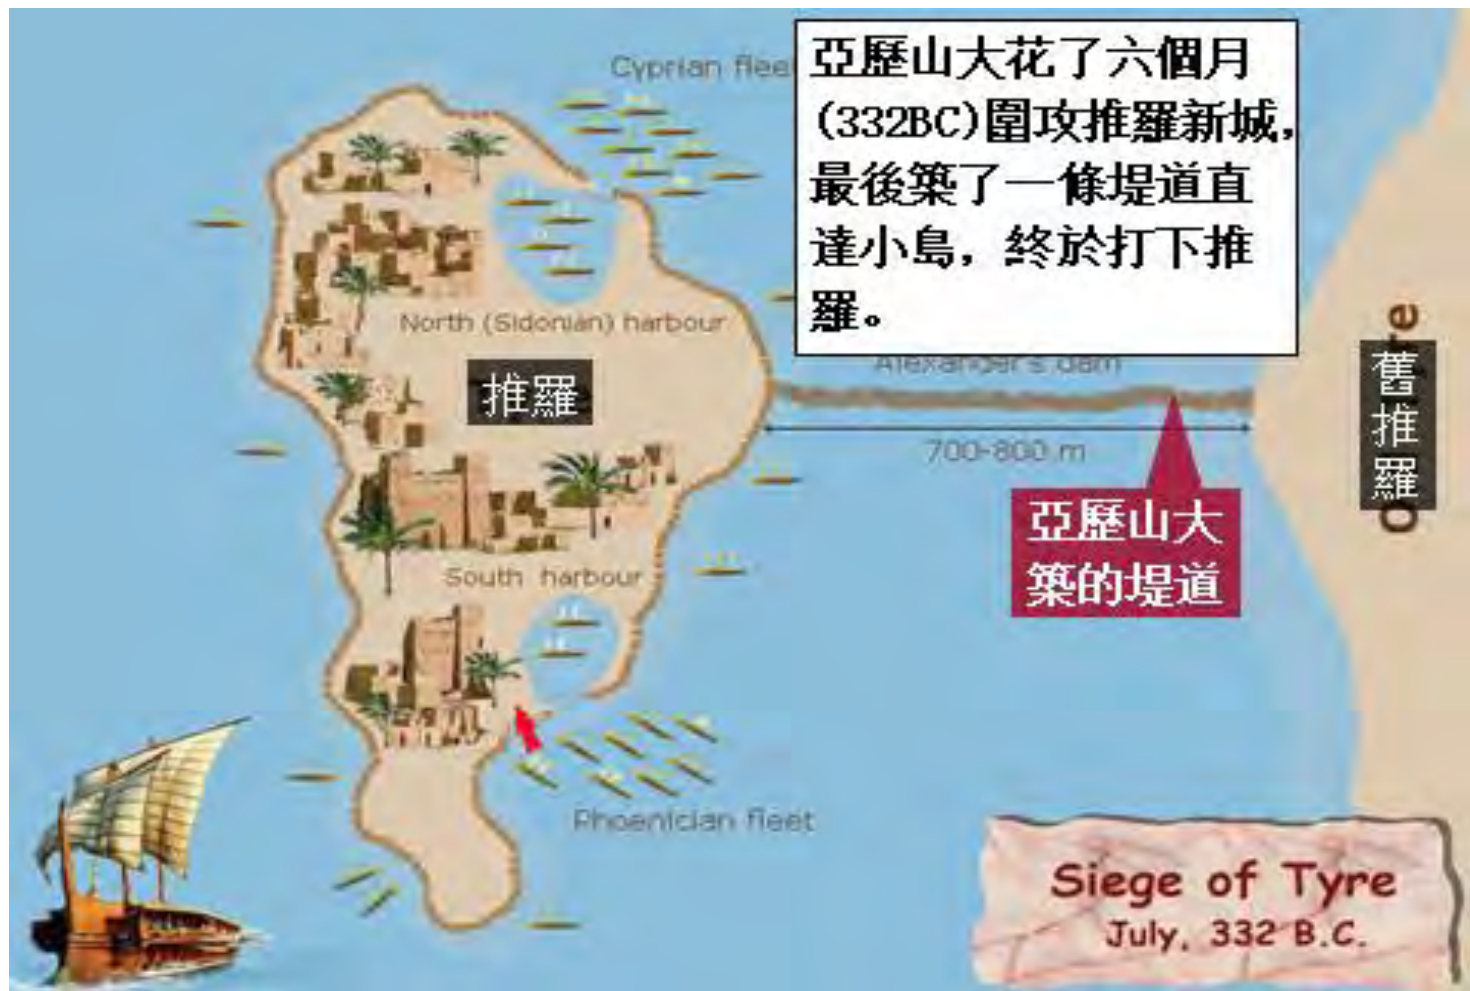 Cyprian flee
亞歷山大花了六個月
(332BC)圍攻推羅新城,
最後築了一條堤道直
達小島, 終於打下推
羅。
North (Sidonian) harbour
推羅
Alexander's dam
700-800 m
舊推羅
亞歷山大
築的堤道
South harbour
Phoenician fleet
Siege of Tyre
July, 332 B.C.